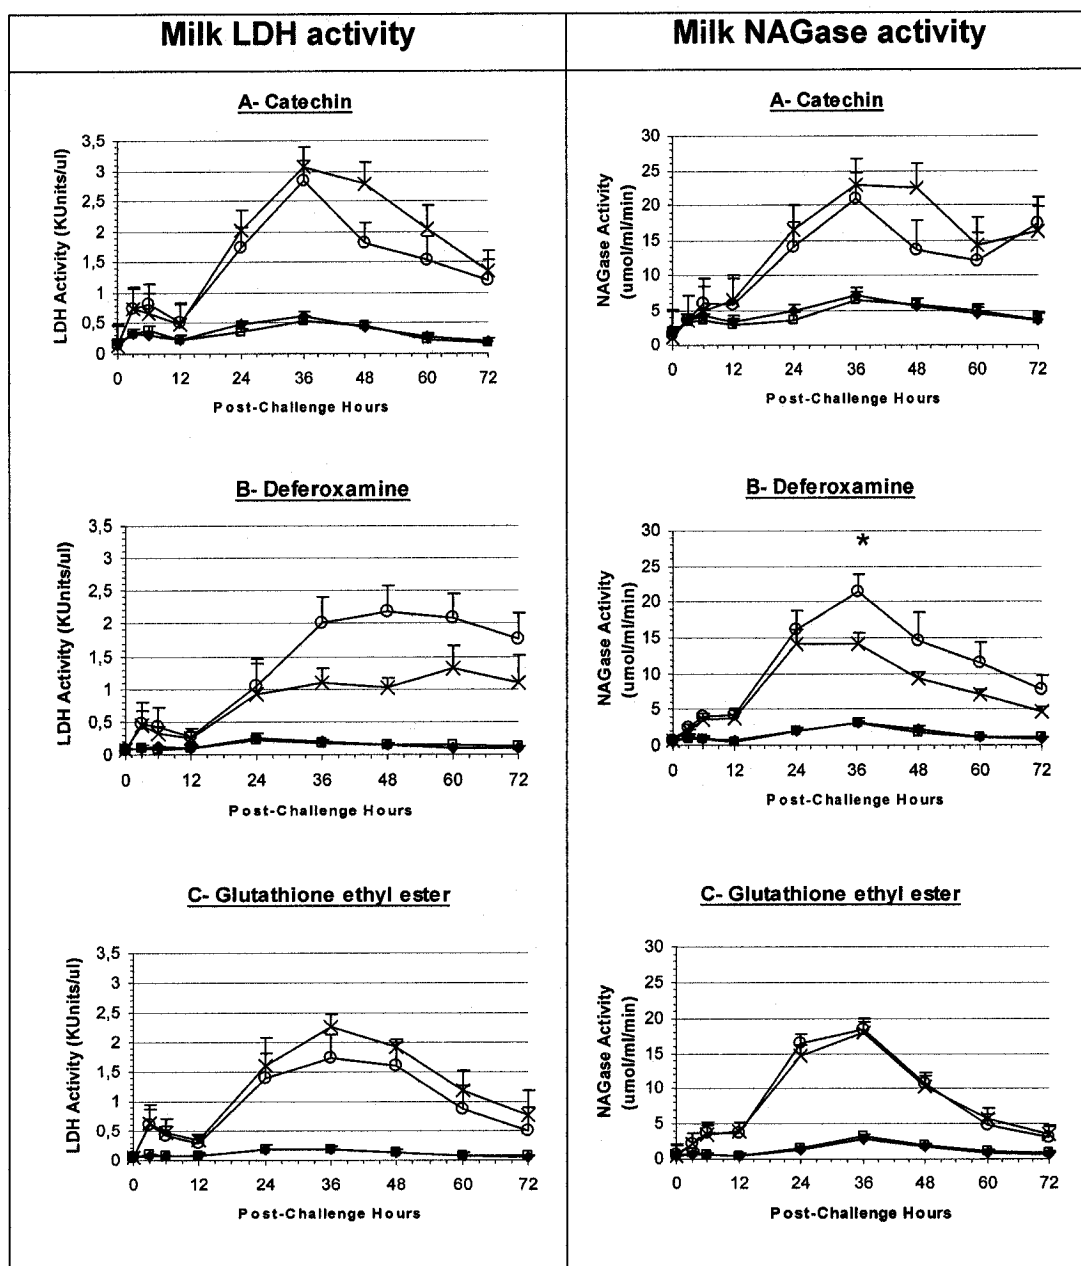 Milk LDH activity
Milk NAGase activity
A- Catechin
LDH Activity (KUnits/ul)
3,5
3
2,5
2
1,5
1
0,5
0
0 12 24 36 48 60 72
Post-Challenge Hours
A- Catechin
NAGase Activity
(umol/ml/min)
30
25
20
15
10
5
0
0 12 24 36 48 60 72
Post-Challenge Hours
B- Deferoxamine
LDH Activity (KUnits/ul)
3,5
3
2,5
2
1,5
1
0,5
0
0 12 24 36 48 60 72
Post-Challenge Hours
B- Deferoxamine
NAGase Activity
(umol/ml/min)
30
25
20
15
10
5
0
*
0 12 24 36 48 60 72
Post-Challenge Hours
C- Glutathione ethyl ester
LDH Activity (KUnits/ul)
3,5
3
2,5
2
1,5
1
0,5
0
0 12 24 36 48 60 72
Post-Challenge Hours
C- Glutathione ethyl ester
NAGase Activity
(umol/ml/min)
30
25
20
15
10
5
0
0 12 24 36 48 60 72
Post-Challenge Hours